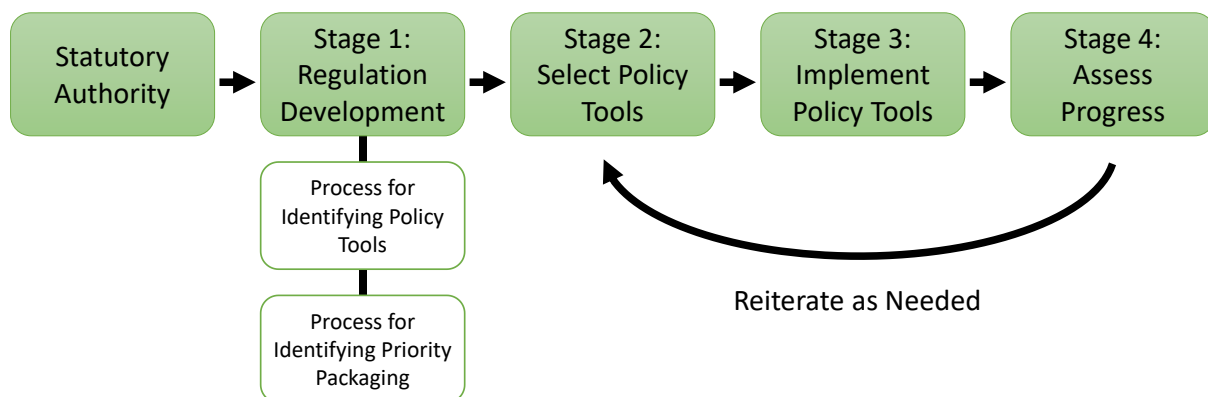 Statutory
Authority
Stage 1:
Regulation
Development
Stage 2:
Select Policy
Tools
Stage 3:
Implement
Policy Tools
Stage 4:
Assess
Progress
Process for
Identifying Policy
Tools
Process for
Identifying Priority
Packaging
Reiterate as Needed